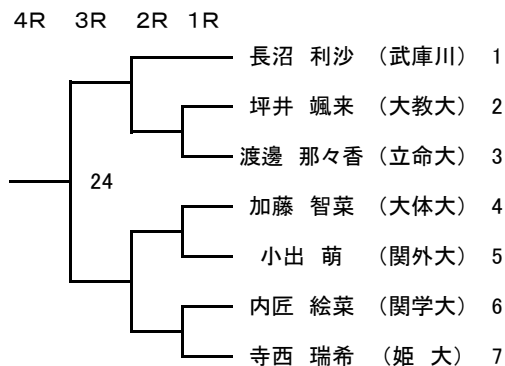 4R 3R 2R 1R
長沼 利沙 (武庫川) 1
坪井 颯来 (大教大) 2
渡邊 那々香 (立命大) 3
24
加藤 智菜 (大体大) 4
小出 萌 (関外大) 5
内匠 絵菜 (関学大) 6
寺西 瑞希 (姫 大) 7